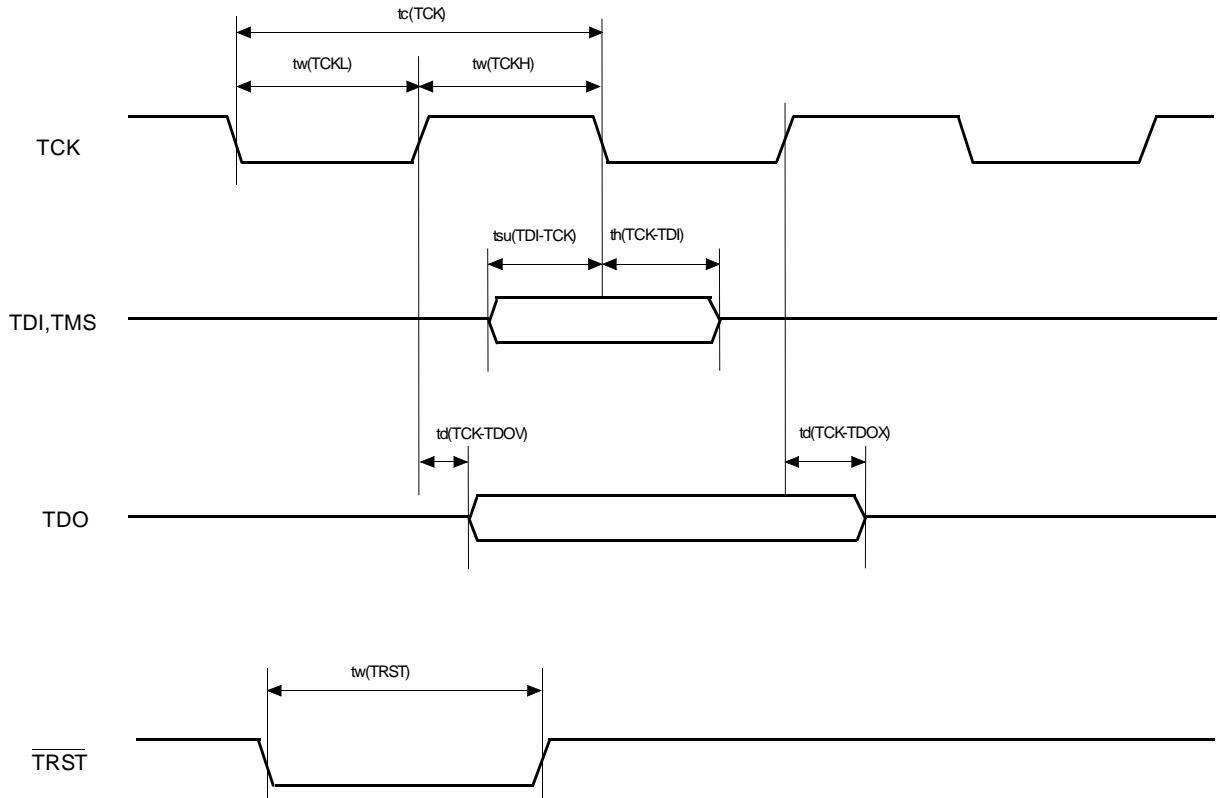 tc(TCK)
tw(TCKL)
tw(TCKH)
TCK
tsu(TDI-TCK)
th(TCK-TDI)
TDI,TMS
td(TCK-TDOV)
td(TCK-TDOX)
TDO
tw(TRST)
TRST